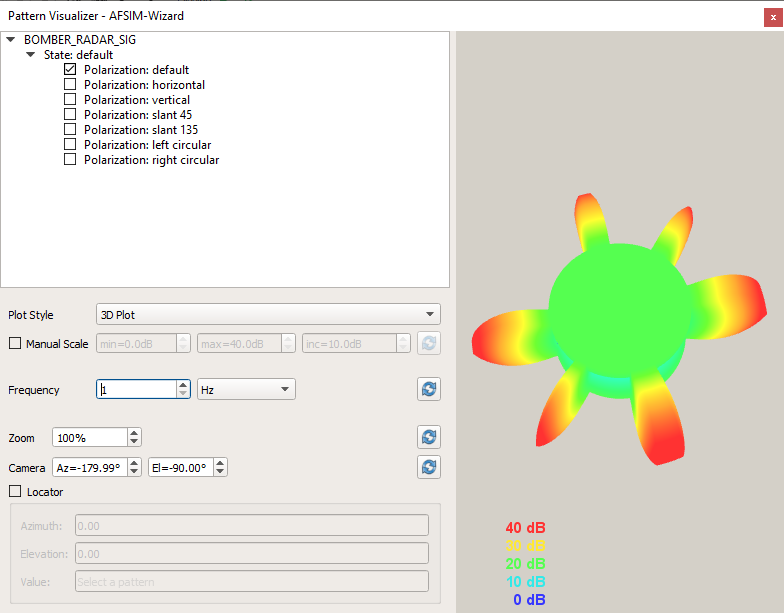 Pattern Visualizer - AFSIM-Wizard
x
BOMBER_RADAR_SIG
State: default
Polarization: default
Polarization: horizontal
Polarization: vertical
Polarization: slant 45
Polarization: slant 135
Polarization: left circular
Polarization: right circular
Plot Style
3D Plot
Manual Scale
min=0.0dB
max=40.0dB
inc=10.0dB
Frequency
1
Hz
Zoom
100%
Camera
Az=-179.99°
El=-90.00°
Locator
Azimuth:
0.00
Elevation:
0.00
Value:
Select a pattern
40 dB
30 dB
20 dB
10 dB
0 dB